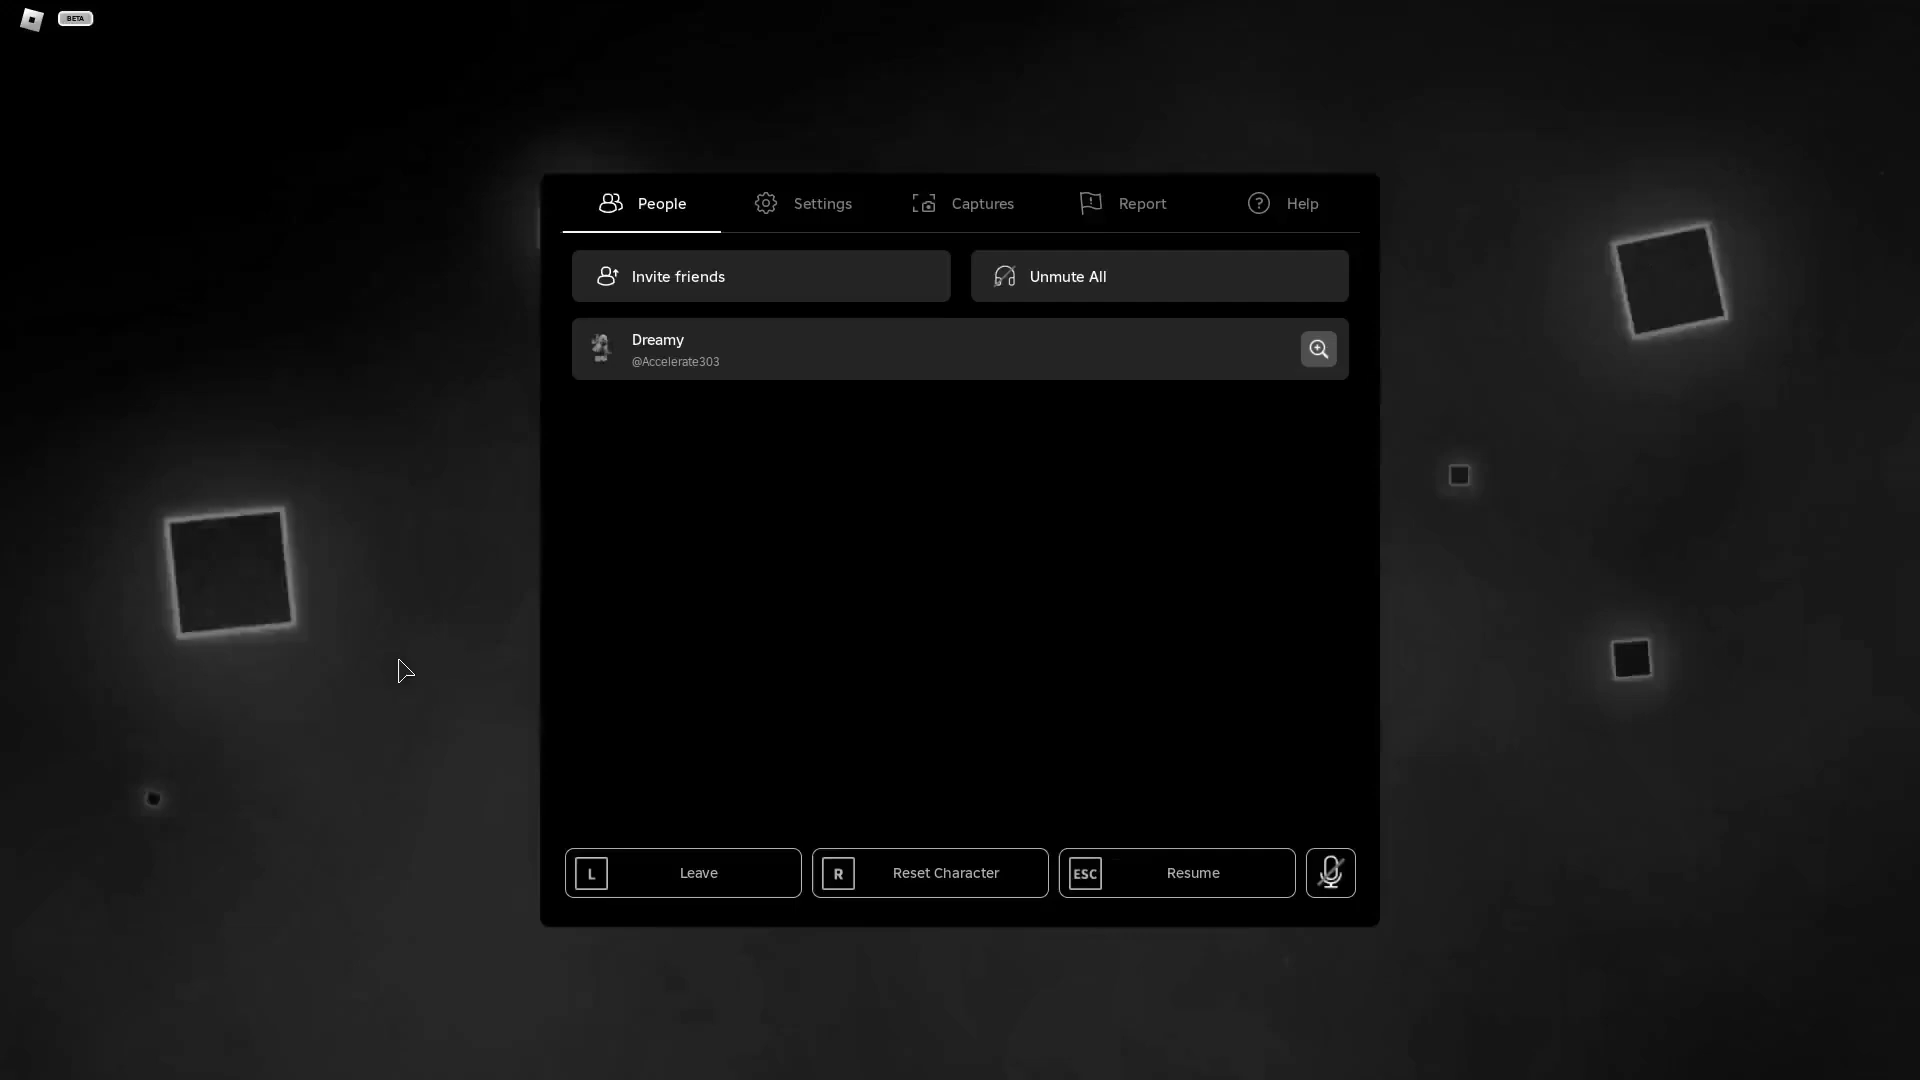 BETA
People
Settings
Captures
Report
Help
Invite friends
Unmute All
Dreamy
@Accelerate303
L Leave
R Reset Character
ESC Resume